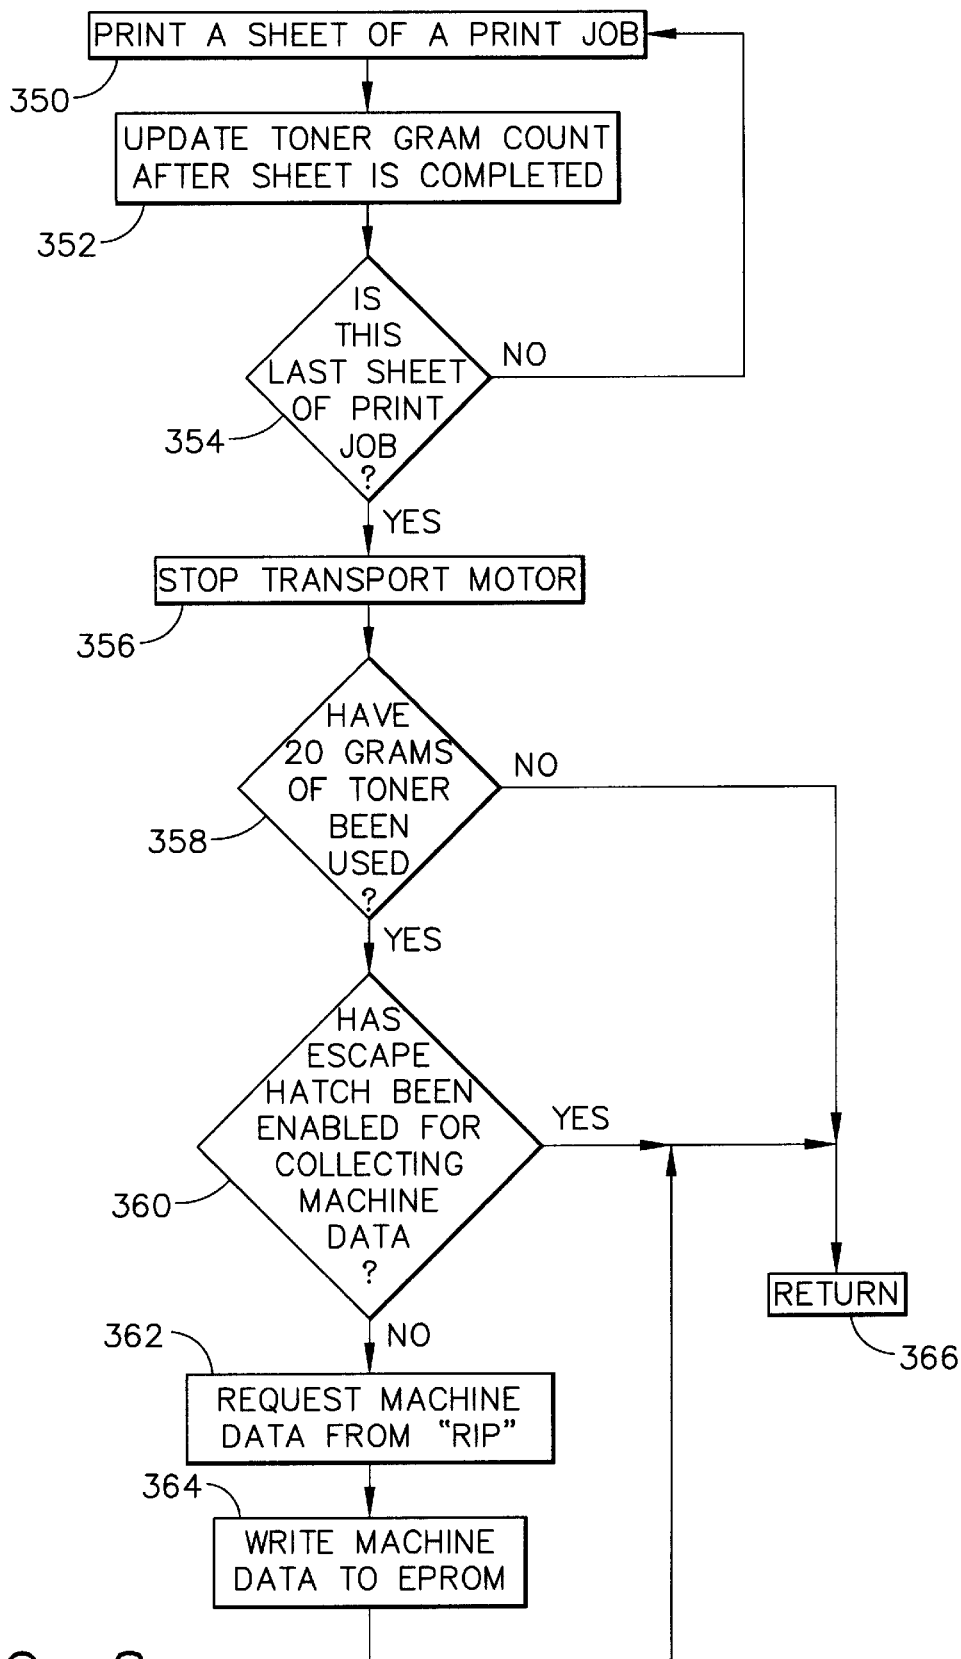 PRINT A SHEET OF A PRINT JOB
350
UPDATE TONER GRAM COUNT
AFTER SHEET IS COMPLETED
352
IS
THIS
LAST SHEET
OF PRINT
JOB
?
NO
354
YES
STOP TRANSPORT MOTOR
356
HAVE
20 GRAMS
OF TONER
BEEN
USED
?
NO
358
YES
HAS
ESCAPE
HATCH BEEN
ENABLED FOR
COLLECTING
MACHINE
DATA
?
YES
360
NO
RETURN
366
362
REQUEST MACHINE
DATA FROM “RIP”
364
WRITE MACHINE
DATA TO EPROM